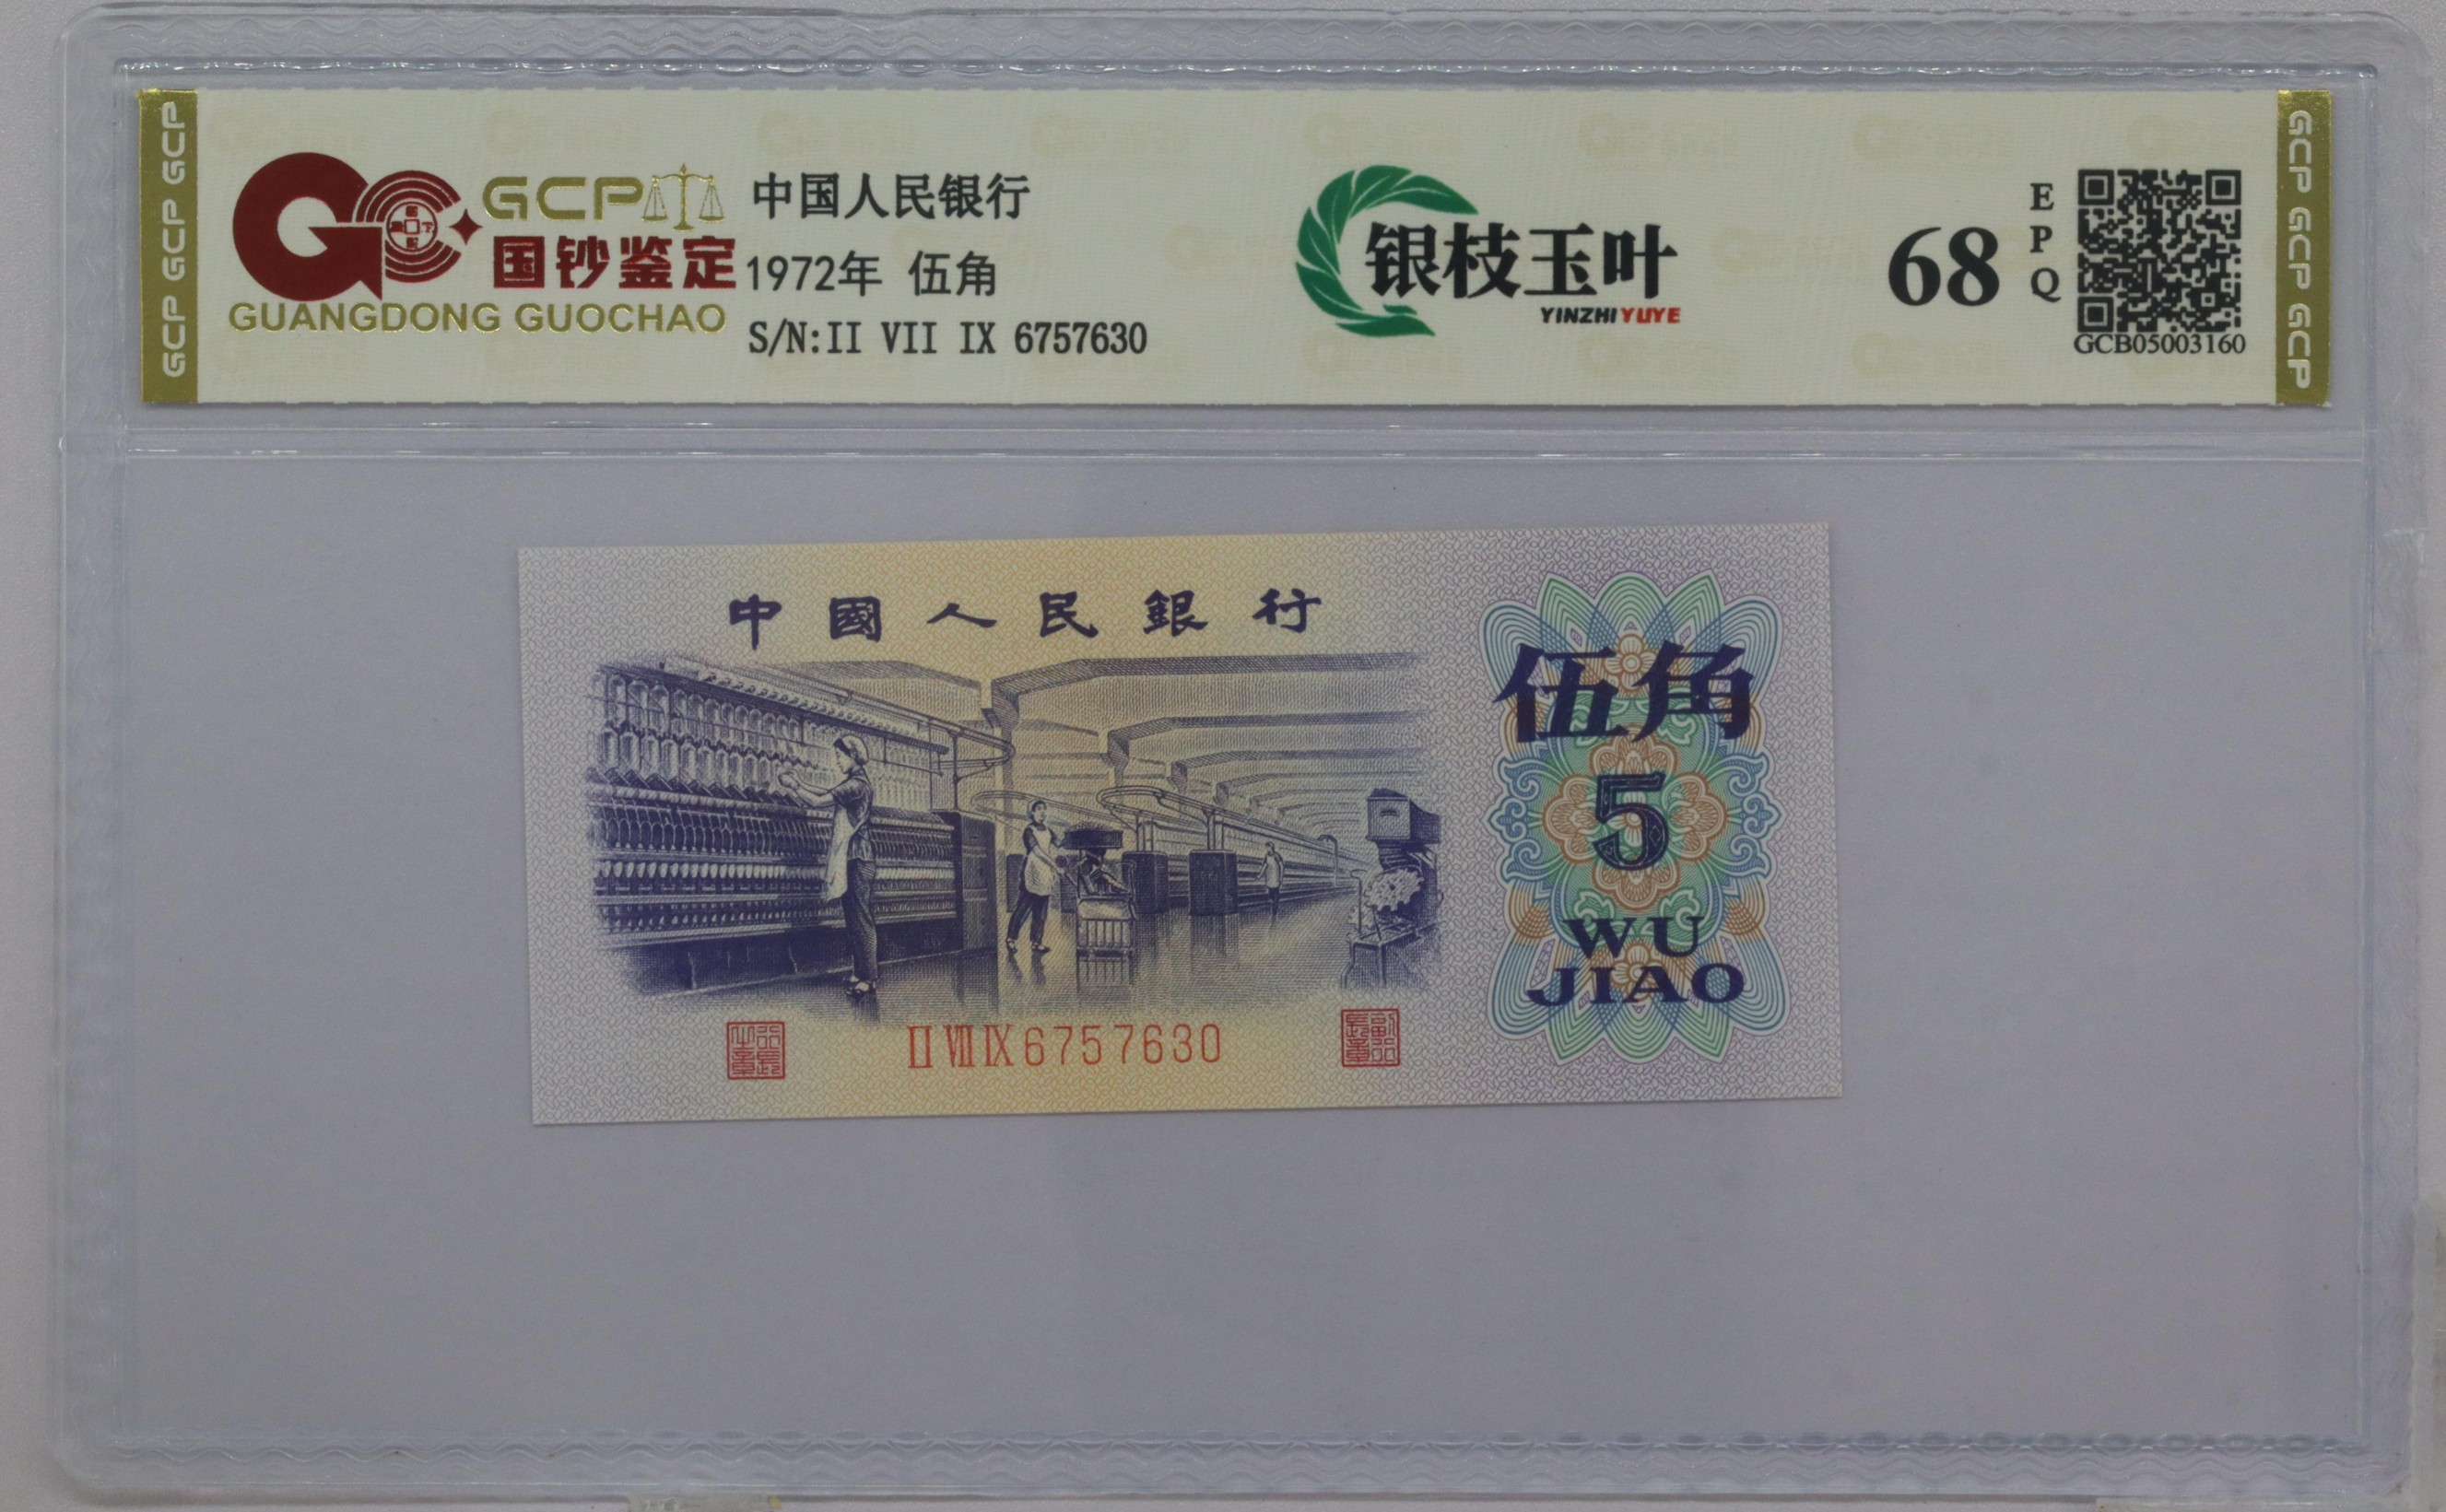 GCP GCP GCP
GCP
国钞鉴定
GUANGDONG GUOCHAO
中国人民银行
1972年 伍角
S/N:II VII IX 6757630
银枝玉叶
YINZHIYUYE
68
EPQ
GCB05003160
GCP GCP GCP
中國人民銀行
伍角
5
WU
JIAO
II VII IX 6757630